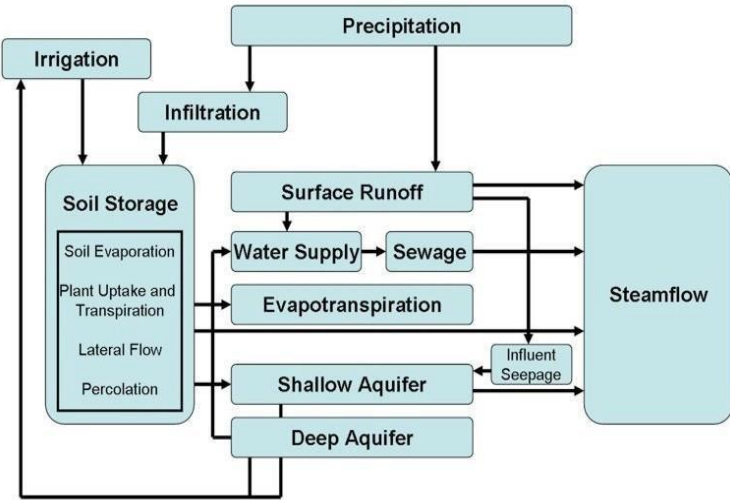 Precipitation
Irrigation
Infiltration
Soil Storage
Soil Evaporation
Plant Uptake and
Transpiration
Lateral Flow
Percolation
Surface Runoff
Water Supply
Sewage
Evapotranspiration
Influent
Seepage
Shallow Aquifer
Deep Aquifer
Steamflow